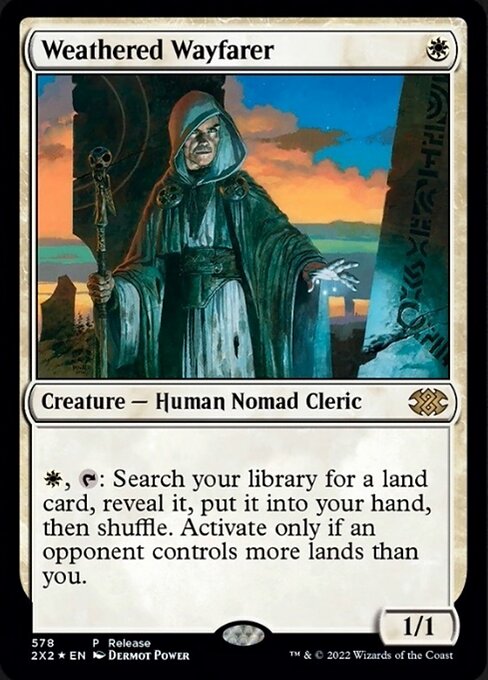 Weathered Wayfarer
Creature — Human Nomad Cleric
, : Search your library for a land
card, reveal it, put it into your hand,
then shuffle. Activate only if an
opponent controls more lands than
you.
1/1
578 P Release
2X2 ★ EN Dermot Power
™ & © 2022 Wizards of the Coast